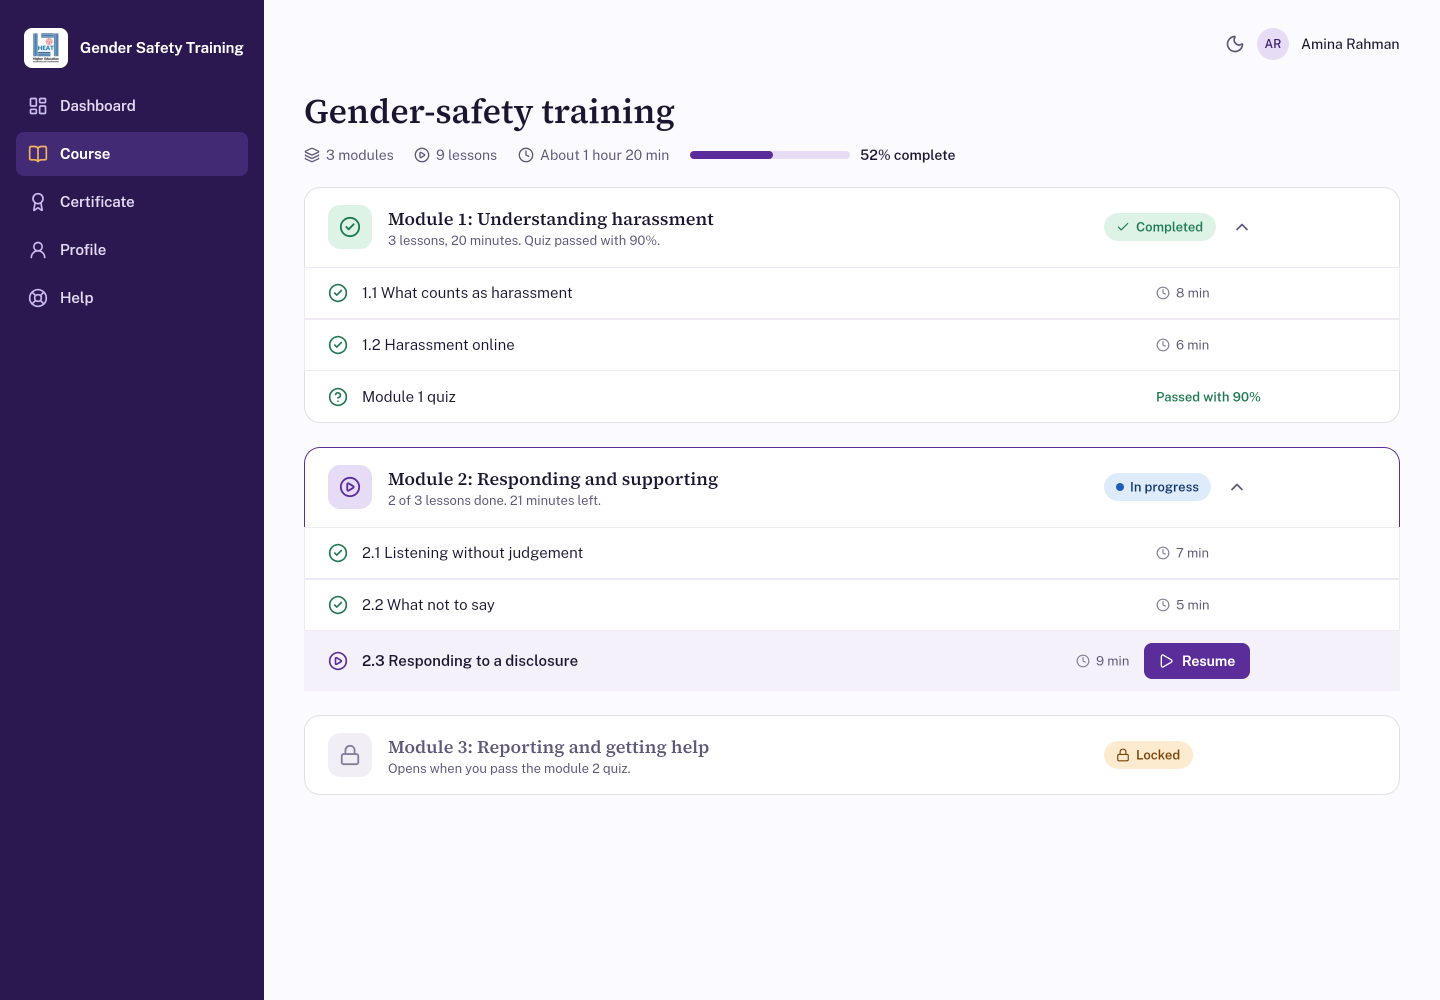 HEAT
Higher Education
Gender Safety Training
Dashboard
Course
Certificate
Profile
Help
AR
Amina Rahman
Gender-safety training
3 modules
9 lessons
About 1 hour 20 min
52% complete
Module 1: Understanding harassment
3 lessons, 20 minutes. Quiz passed with 90%.
Completed
1.1 What counts as harassment
8 min
1.2 Harassment online
6 min
Module 1 quiz
Passed with 90%
Module 2: Responding and supporting
2 of 3 lessons done. 21 minutes left.
In progress
2.1 Listening without judgement
7 min
2.2 What not to say
5 min
2.3 Responding to a disclosure
9 min
Resume
Module 3: Reporting and getting help
Opens when you pass the module 2 quiz.
Locked